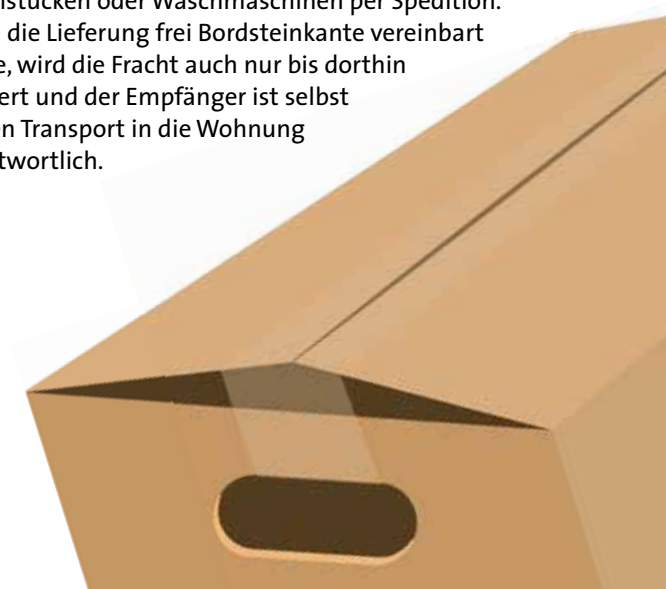 stücken oder Waschmaschinen per Spedition.
die Lieferung frei Bordsteinkante vereinbart
, wird die Fracht auch nur bis dorthin
ert und der Empfänger ist selbst
n Transport in die Wohnung
twortlich.